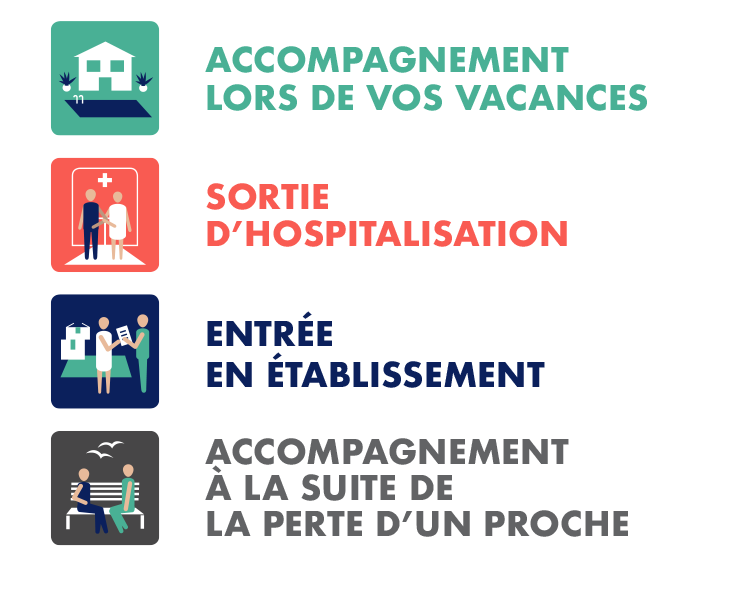 ACCOMPAGNEMENT
LORS DE VOS VACANCES
SORTIE
D’HOSPITALISATION
ENTRÉE
EN ÉTABLISSEMENT
ACCOMPAGNEMENT
À LA SUITE DE
LA PERTE D’UN PROCHE